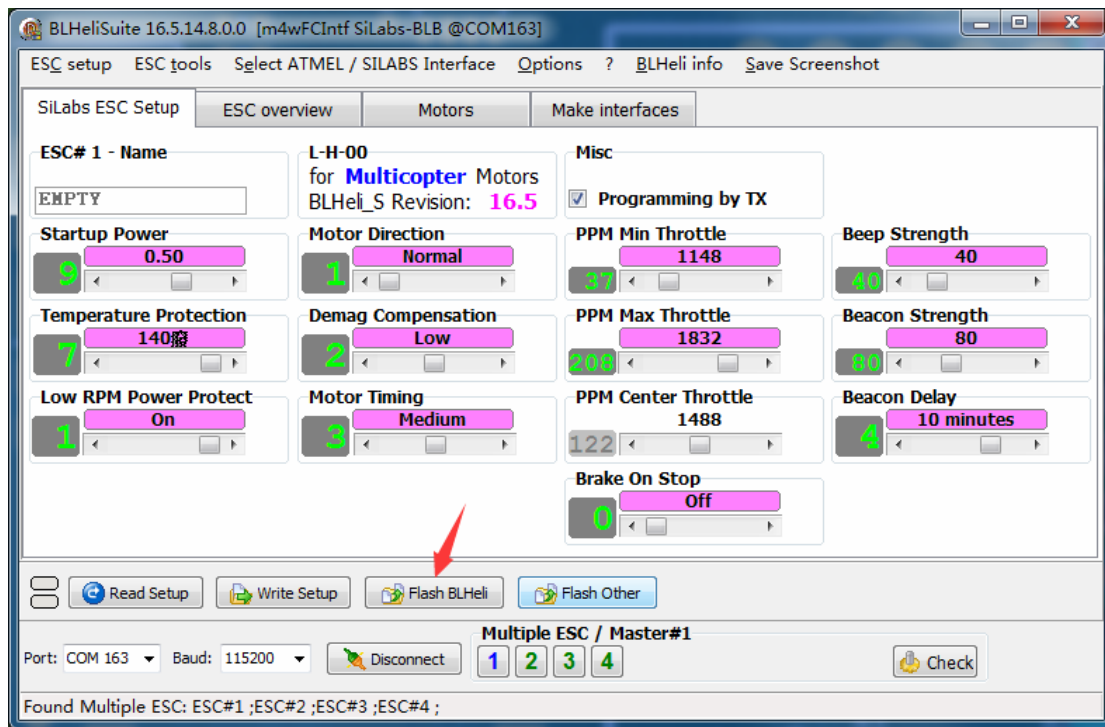 BLHeliSuite 16.5.14.8.0.0 [m4wFCIntf SiLabs-BLB @COM163]
ESC setup ESC tools Select ATMEL / SILABS Interface Options ? BLHeli info Save Screenshot
SiLabs ESC Setup ESC overview Motors Make interfaces
ESC# 1 - Name
EMPTY
L-H-00
for Multicopter Motors
BLHeli_S Revision: 16.5
Misc
Programming by TX
Startup Power
0.50
9
Motor Direction
Normal
1
PPM Min Throttle
1148
37
Beep Strength
40
40
Temperature Protection
140
7
Demag Compensation
Low
2
PPM Max Throttle
1832
208
Beacon Strength
80
80
Low RPM Power Protect
On
1
Motor Timing
Medium
3
PPM Center Throttle
1488
122
Beacon Delay
10 minutes
4
Brake On Stop
Off
0
Read Setup Write Setup Flash BLHeli Flash Other
Multiple ESC / Master#1
Port: COM 163 Baud: 115200 Disconnect 1 2 3 4 Check
Found Multiple ESC: ESC#1 ;ESC#2 ;ESC#3 ;ESC#4 ;